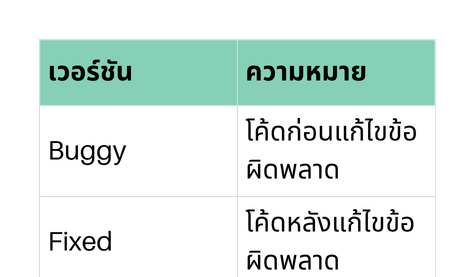 เวอร์ชัน ความหมาย
Buggy โค้ดก่อนแก้ไขข้อ
ผิดพลาด
Fixed โค้ดหลังแก้ไขข้อ
ผิดพลาด